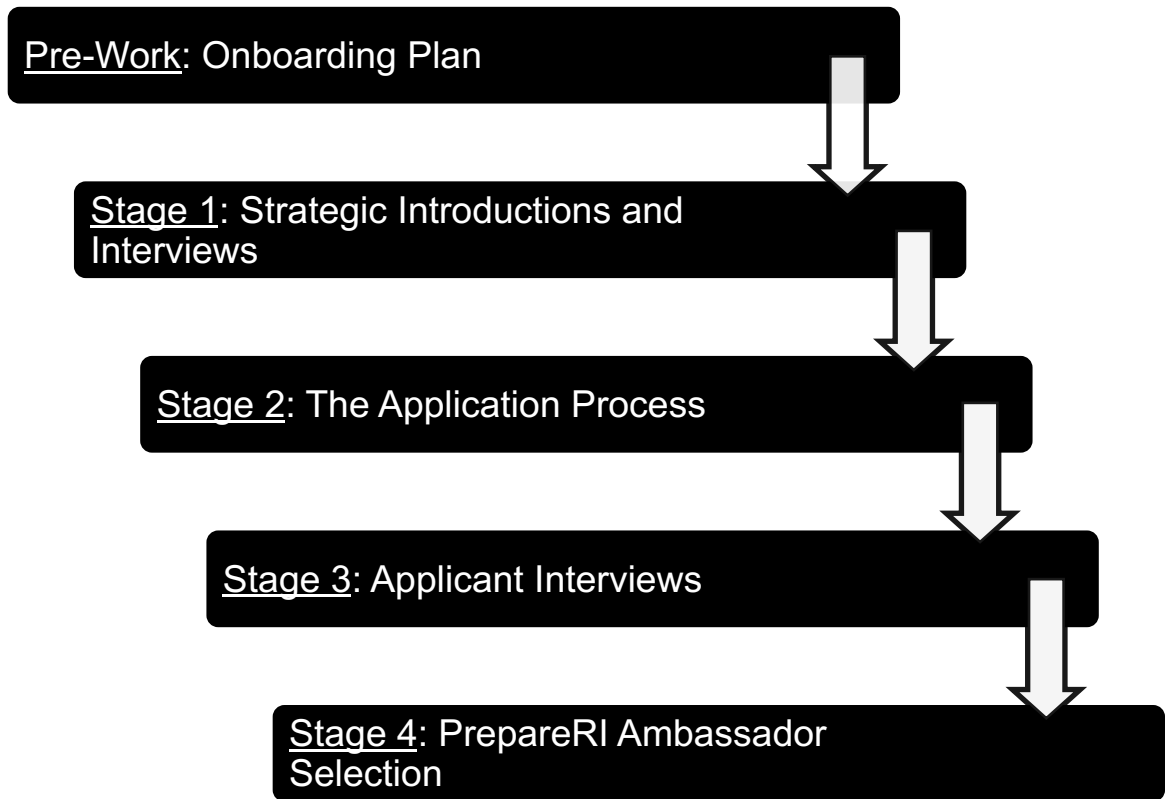 Pre-Work: Onboarding Plan
Stage 1: Strategic Introductions and
Interviews
Stage 2: The Application Process
Stage 3: Applicant Interviews
Stage 4: PrepareRI Ambassador
Selection